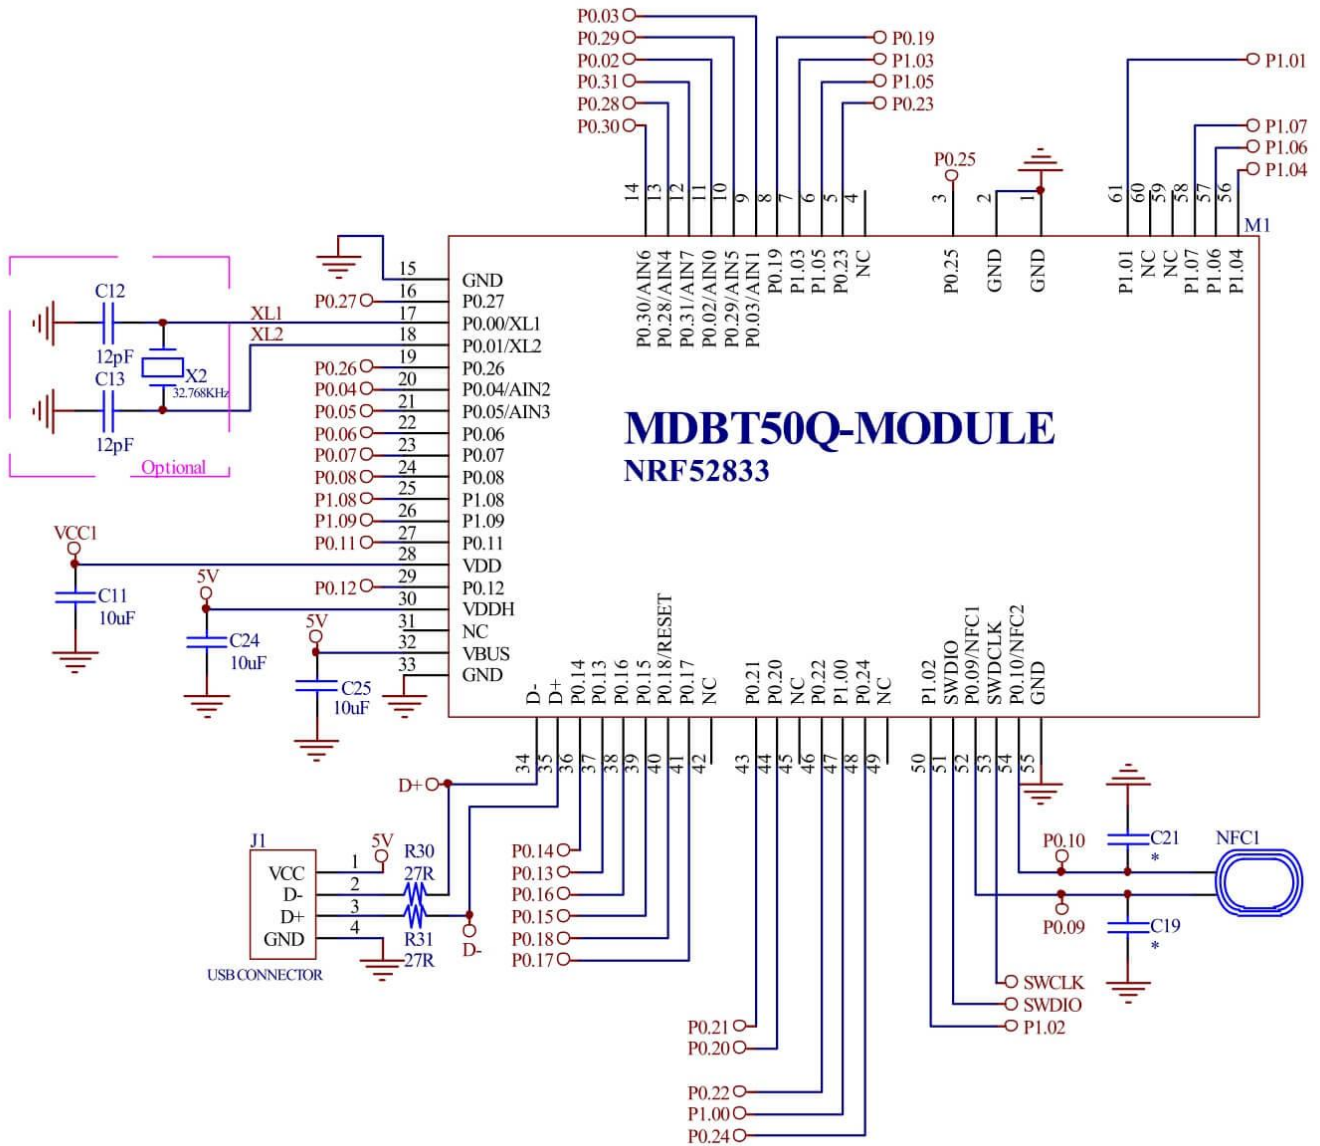 P0.03
P0.29
P0.02
P0.31
P0.28
P0.30
P0.19
P1.03
P1.05
P0.23
P0.25
P1.01
P1.07
P1.06
P1.04
14
13
12
11
10
9
8
7
6
5
4
3
2
1
61
60
59
58
57
56
M1
P0.30/AIN6
P0.28/AIN4
P0.31/AIN7
P0.02/AIN0
P0.29/AIN5
P0.03/AIN1
P0.19
P1.03
P1.05
P0.23
NC
P0.25
GND
GND
P1.01
NC
NC
P1.07
P1.06
P1.04
15 GND
P0.27 16 P0.27
XL1 17 P0.00/XL1
XL2 18 P0.01/XL2
P0.26 19 P0.26
P0.04 20 P0.04/AIN2
P0.05 21 P0.05/AIN3
P0.06 22 P0.06
P0.07 23 P0.07
P0.08 24 P0.08
P1.08 25 P1.08
P1.09 26 P1.09
P0.11 27 P0.11
28 VDD
P0.12 29 P0.12
30 VDDH
31 NC
32 VBUS
33 GND
C12
12pF
C13
12pF
X2
32.768KHz
Optional
MDBT50Q-MODULE
NRF52833
VCC1
C11
10uF
5V
C24
10uF
5V
C25
10uF
D-
D+
P0.14
P0.13
P0.16
P0.15
P0.18/RESET
P0.17
NC
P0.21
P0.20
NC
P0.22
P1.00
P0.24
NC
P1.02
SWDIO
P0.09/NFC1
SWDCLK
P0.10/NFC2
GND
34
35
36
37
38
39
40
41
42
43
44
45
46
47
48
49
50
51
52
53
54
55
D+
J1
5V
VCC 1
D- 2
D+ 3
GND 4
USB CONNECTOR
R30
27R
R31
27R
D-
P0.14
P0.13
P0.16
P0.15
P0.18
P0.17
P0.21
P0.20
P0.22
P1.00
P0.24
P0.10
P0.09
C21
*
C19
*
NFC1
SWCLK
SWDIO
P1.02